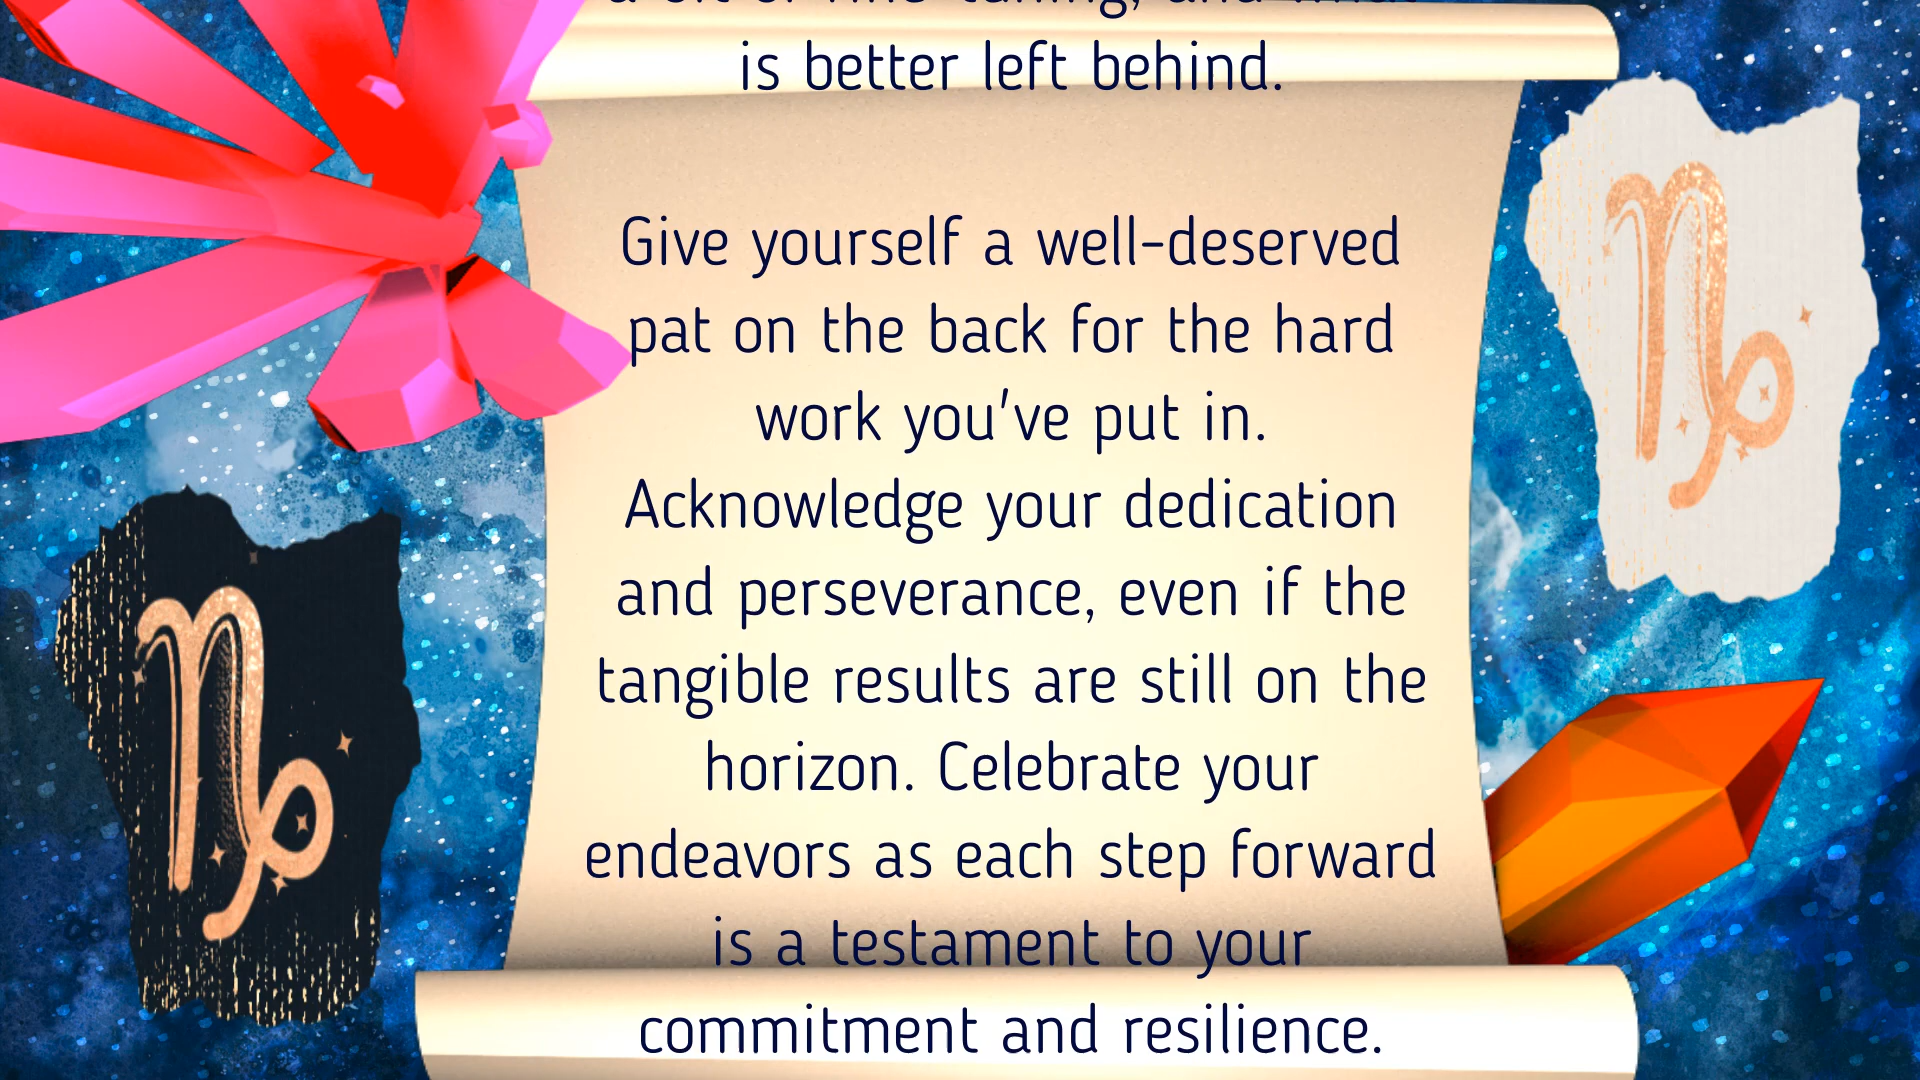 is better left behind.
Give yourself a well-deserved
pat on the back for the hard
work you've put in.
Acknowledge your dedication
and perseverance, even if the
tangible results are still on the
horizon. Celebrate your
endeavors as each step forward
is a testament to your
commitment and resilience.